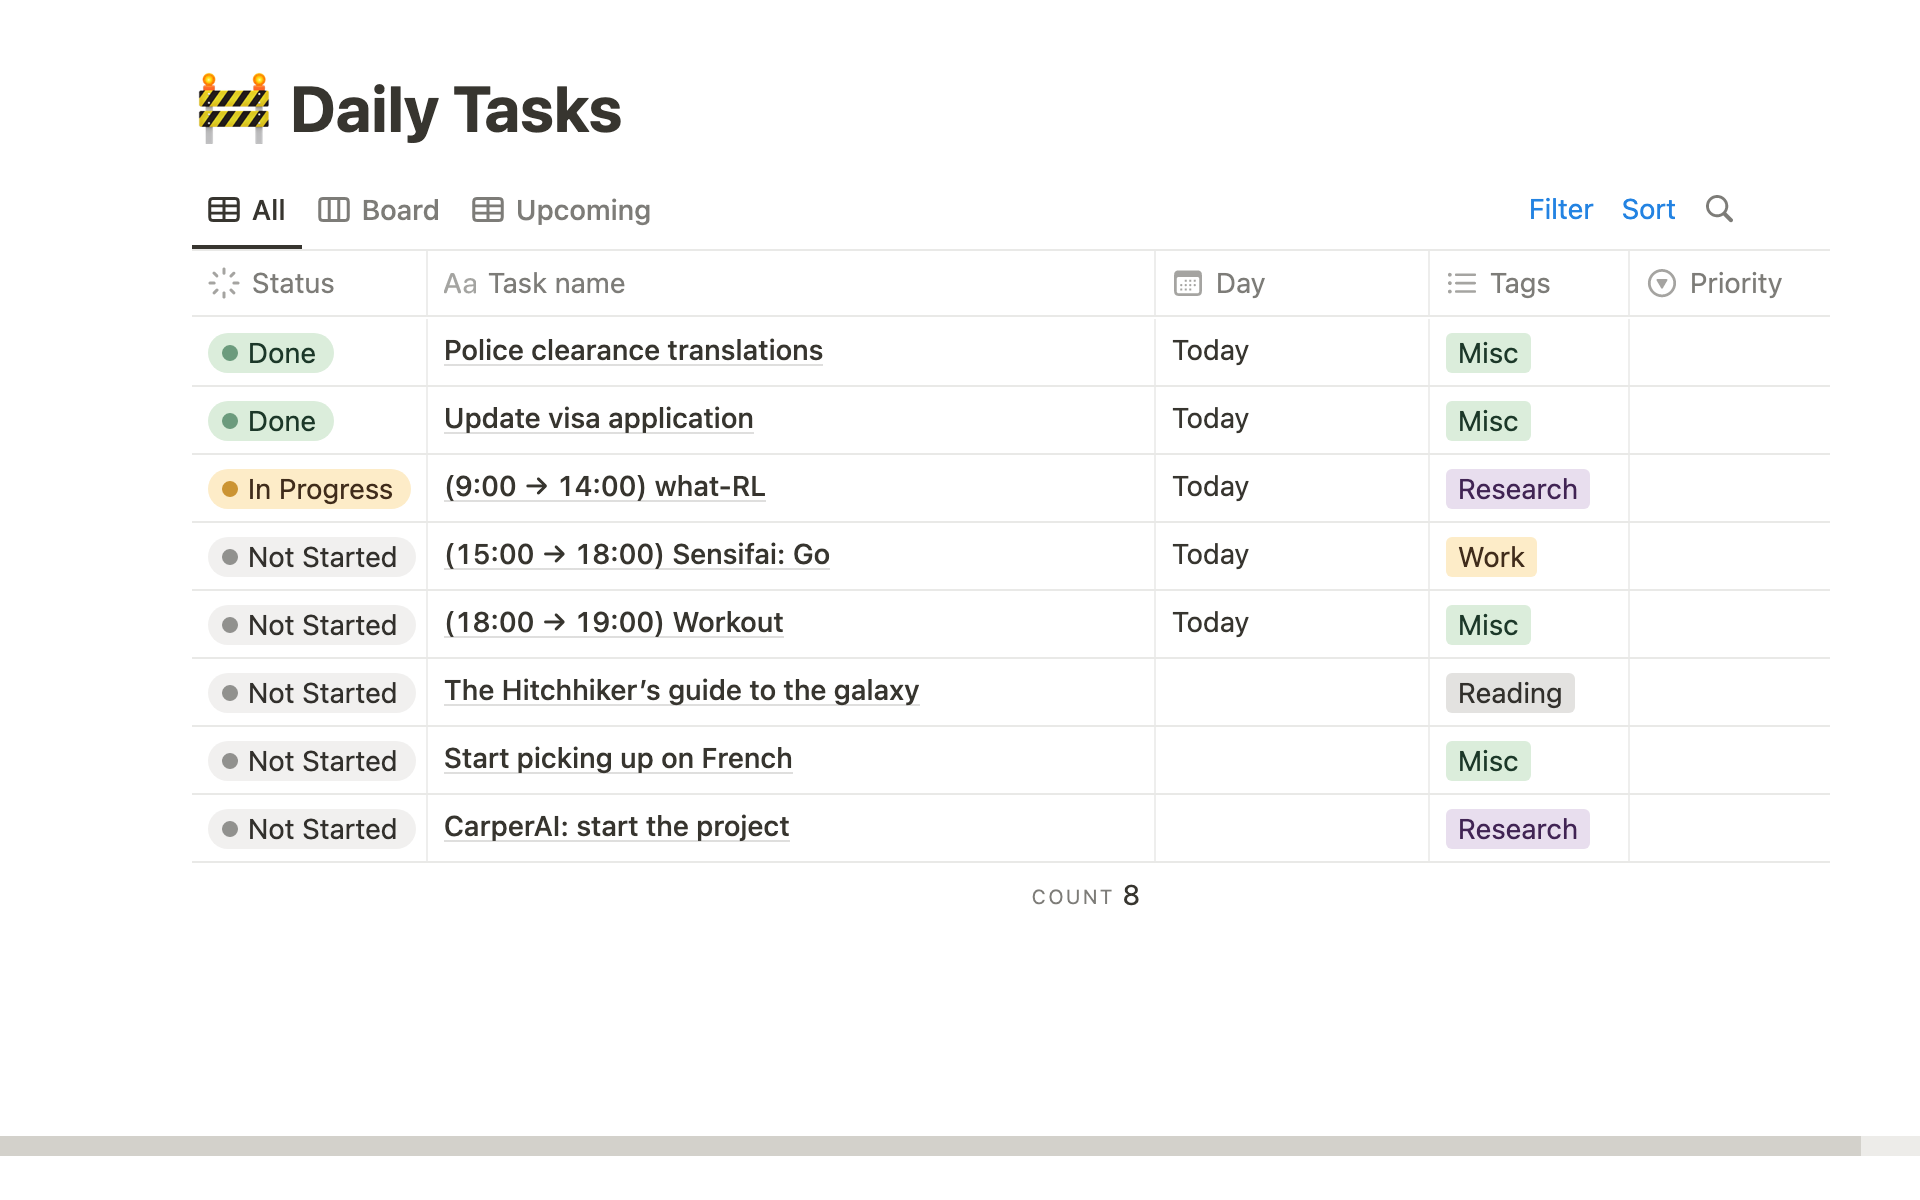 Daily Tasks
All Board Upcoming Filter Sort
Status Aa Task name Day Tags Priority
Done Police clearance translations Today Misc
Done Update visa application Today Misc
In Progress (9:00 → 14:00) what-RL Today Research
Not Started (15:00 → 18:00) Sensifai: Go Today Work
Not Started (18:00 → 19:00) Workout Today Misc
Not Started The Hitchhiker’s guide to the galaxy Reading
Not Started Start picking up on French Misc
Not Started CarperAI: start the project Research
COUNT 8